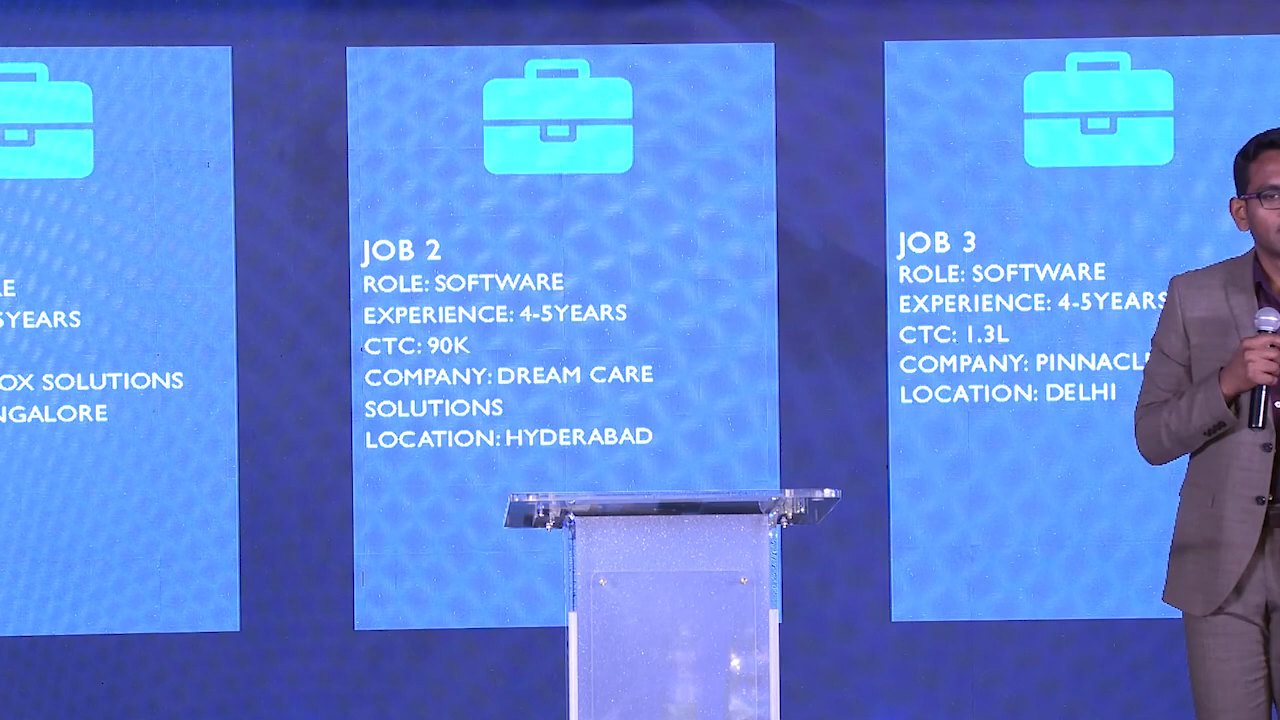 5YEARS
OX SOLUTIONS
NGALORE
JOB 2
ROLE: SOFTWARE
EXPERIENCE: 4-5YEARS
CTC: 90K
COMPANY: DREAM CARE
SOLUTIONS
LOCATION: HYDERABAD
JOB 3
ROLE: SOFTWARE
EXPERIENCE: 4-5YEARS
CTC: 1.3L
COMPANY: PINNACL
LOCATION: DELHI